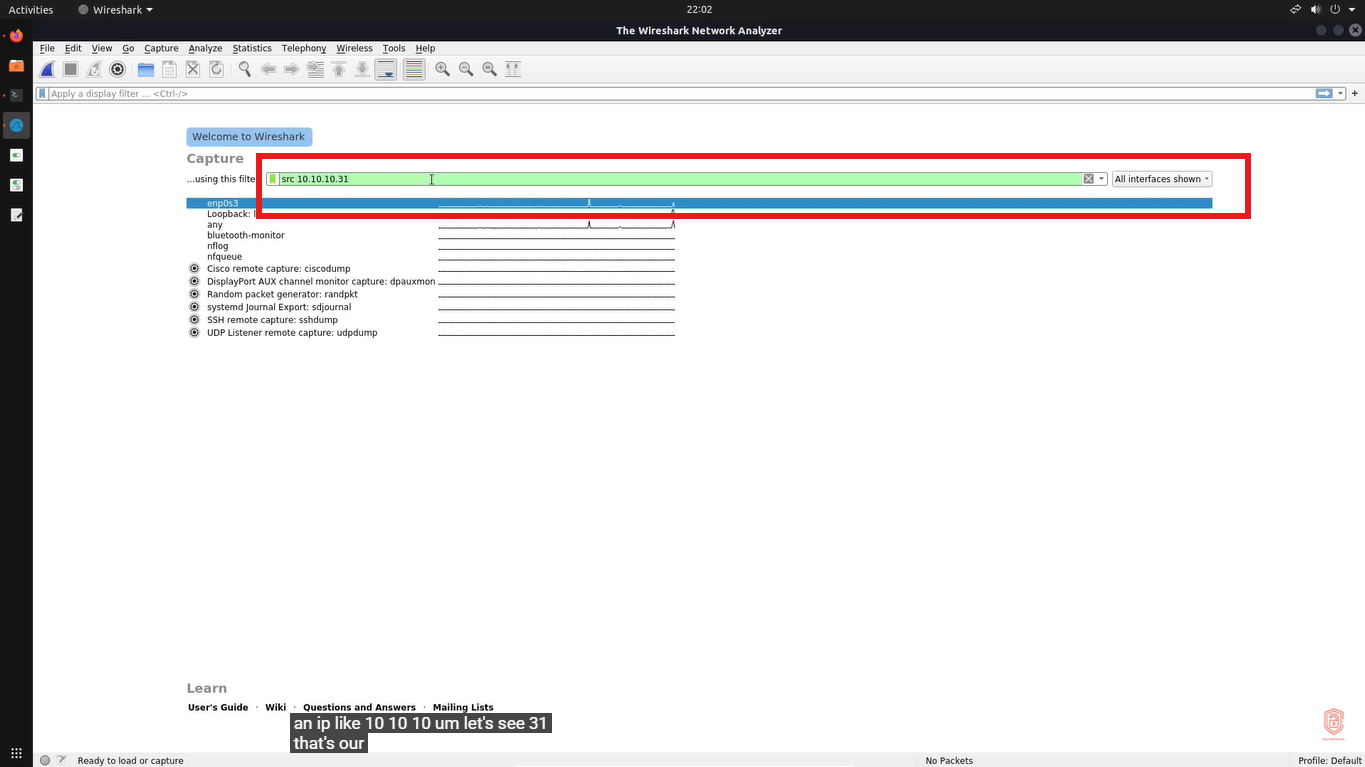 Activities Wireshark 22:02
The Wireshark Network Analyzer
File Edit View Go Capture Analyze Statistics Telephony Wireless Tools Help
Apply a display filter ... <Ctrl-/>
Welcome to Wireshark
Capture
...using this filte src 10.10.10.31 All interfaces shown
enp0s3
Loopback:
any
bluetooth-monitor
nflog
nfqueue
Cisco remote capture: ciscodump
DisplayPort AUX channel monitor capture: dpauxmon
Random packet generator: randpkt
systemd Journal Export: sdjournal
SSH remote capture: sshdump
UDP Listener remote capture: udpdump
Learn
User's Guide · Wiki · Questions and Answers · Mailing Lists
an ip like 10 10 10 um let's see 31
that's our
Ready to load or capture No Packets Profile: Default